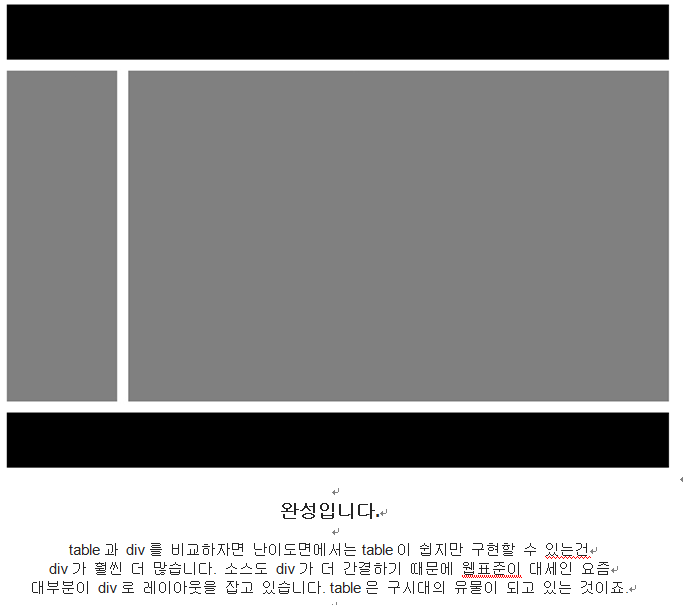 완성입니다.
table 과 div 를 비교하자면 난이도면에서는 table 이 쉽지만 구현할 수 있는건
div 가 훨씬 더 많습니다. 소스도 div 가 더 간결하기 때문에 웹표준이 대세인 요즘
대부분이 div 로 레이아웃을 잡고 있습니다. table 은 구시대의 유물이 되고 있는 것이죠.